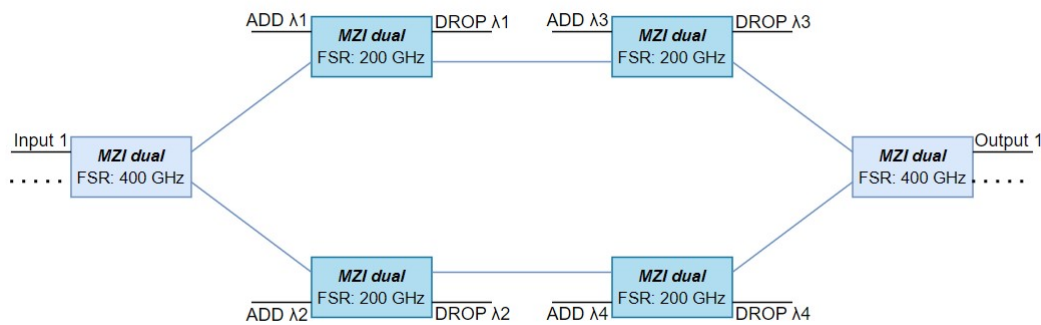 ADD λ1
MZI dual
FSR: 200 GHz
DROP λ1
ADD λ3
MZI dual
FSR: 200 GHz
DROP λ3
Input 1
MZI dual
FSR: 400 GHz
MZI dual
FSR: 400 GHz
Output 1
MZI dual
FSR: 200 GHz
ADD λ2
DROP λ2
MZI dual
FSR: 200 GHz
ADD λ4
DROP λ4